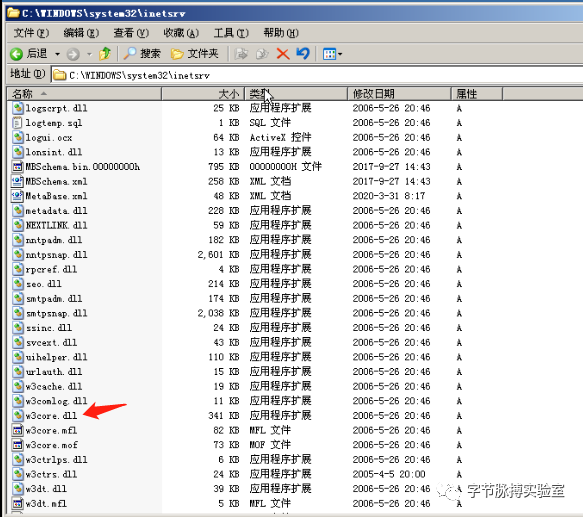 C:\WINDOWS\system32\inetsrv
文件(F) 编辑(E) 查看(V) 收藏(A) 工具(T) 帮助(H)
后退 搜索 文件夹
地址(D) C:\WINDOWS\system32\inetsrv
名称 大小 类型 修改日期 属性
logscrpt.dll 25 KB 应用程序扩展 2006-5-26 20:46 A
logtemp.sql 1 KB SQL 文件 2006-5-26 20:46 A
logui.ocx 64 KB ActiveX 控件 2006-5-26 20:46 A
lonsint.dll 13 KB 应用程序扩展 2006-5-26 20:46 A
MBSchema.bin.00000000h 795 KB 00000000H 文件 2017-9-27 14:43 A
MBSchema.xml 258 KB XML 文档 2017-9-27 14:43 A
MetaBase.xml 48 KB XML 文档 2020-3-31 8:17 A
metadata.dll 228 KB 应用程序扩展 2006-5-26 20:46 A
NEXTLINK.dll 59 KB 应用程序扩展 2006-5-26 20:46 A
nntpadm.dll 182 KB 应用程序扩展 2006-5-26 20:46 A
nntpsnap.dll 2,601 KB 应用程序扩展 2006-5-26 20:46 A
rpcref.dll 4 KB 应用程序扩展 2006-5-26 20:46 A
seo.dll 214 KB 应用程序扩展 2006-5-26 20:46 A
smtpadm.dll 174 KB 应用程序扩展 2006-5-26 20:46 A
smtpsnap.dll 2,038 KB 应用程序扩展 2006-5-26 20:46 A
ssinc.dll 24 KB 应用程序扩展 2006-5-26 20:46 A
svcext.dll 43 KB 应用程序扩展 2006-5-26 20:46 A
uihelper.dll 110 KB 应用程序扩展 2006-5-26 20:46 A
urlauth.dll 15 KB 应用程序扩展 2006-5-26 20:46 A
w3cache.dll 19 KB 应用程序扩展 2006-5-26 20:46 A
w3comlog.dll 11 KB 应用程序扩展 2006-5-26 20:46 A
w3core.dll 341 KB 应用程序扩展 2006-5-26 20:46 A
w3core.mfl 82 KB MFL 文件 2006-5-26 20:46 A
w3core.mof 73 KB MOF 文件 2006-5-26 20:46 A
w3ctrlps.dll 6 KB 应用程序扩展 2006-5-26 20:46 A
w3ctrs.dll 24 KB 应用程序扩展 2005-4-5 20:00 A
w3dt.dll 39 KB 应用程序扩展 2006-5-26 20:46 A
w3dt.mfl 5 KB MFL 文件 2006-5-26 20:46 A
字节脉搏实验室